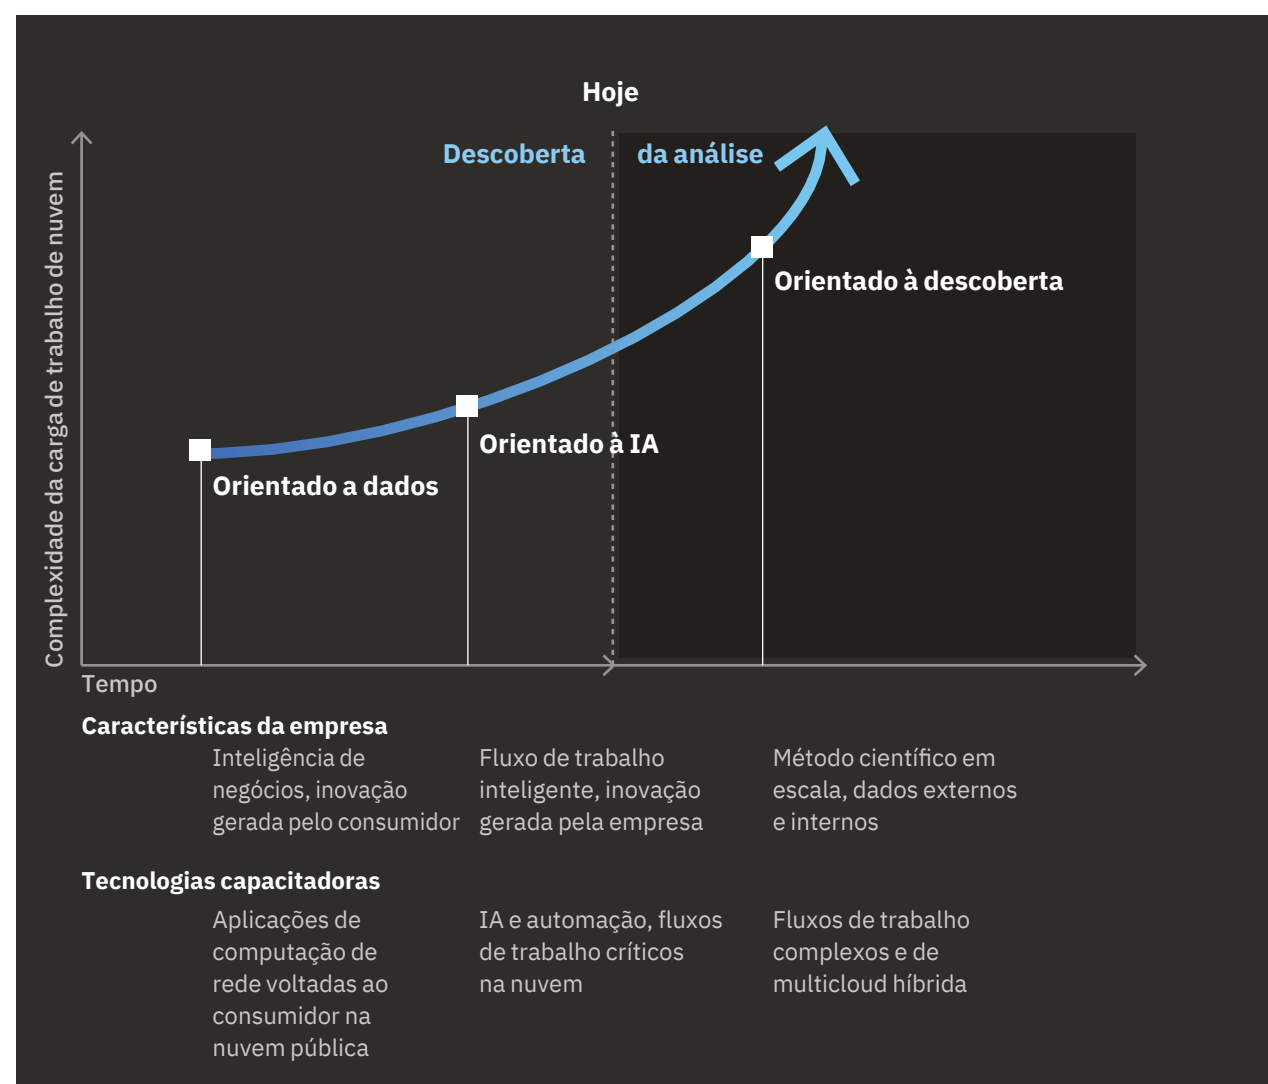 Hoje
Descoberta da análise
Complexidade da carga de trabalho de nuvem
Orientado à descoberta
Orientado à IA
Orientado a dados
Tempo
Características da empresa
Inteligência de
negócios, inovação
gerada pelo consumidor
Fluxo de trabalho
inteligente, inovação
gerada pela empresa
Método científico em
escala, dados externos
e internos
Tecnologias capacitadoras
Aplicações de
computação de
rede voltadas ao
consumidor na
nuvem pública
IA e automação, fluxos
de trabalho críticos
na nuvem
Fluxos de trabalho
complexos e de
multicloud híbrida